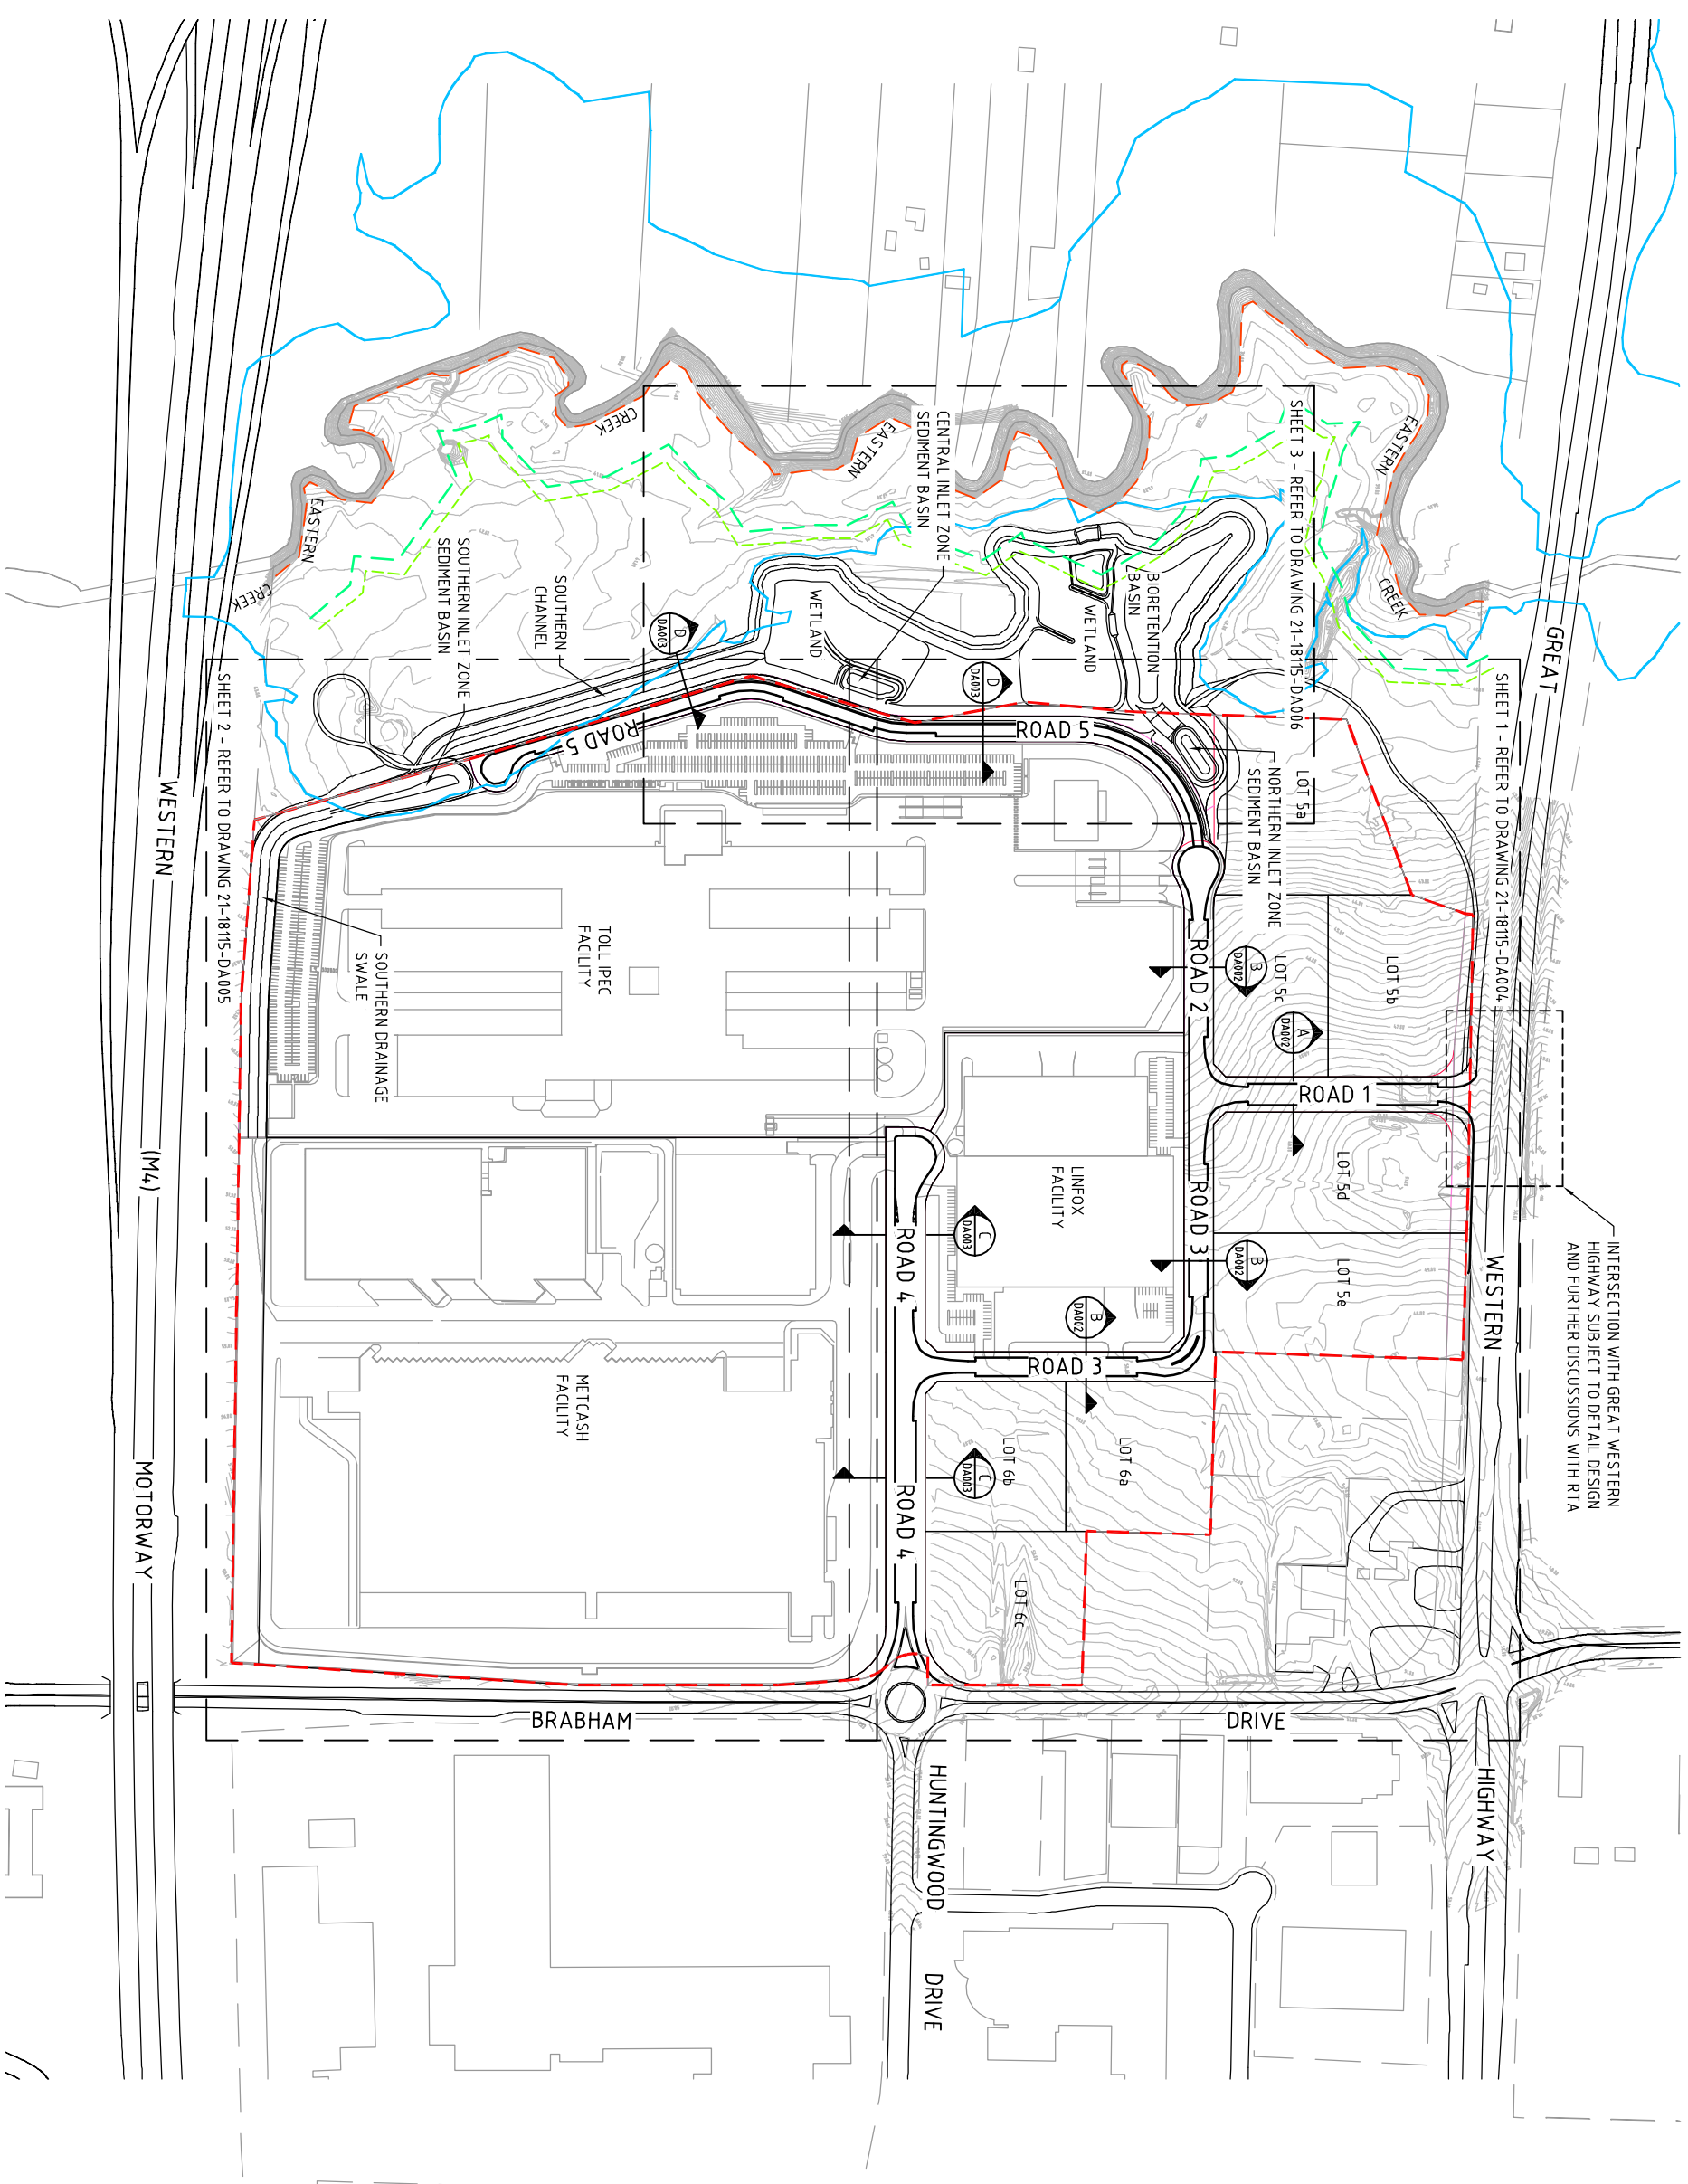 GREAT
WESTERN
HIGHWAY
INTERSECTION WITH GREAT WESTERN
HIGHWAY SUBJECT TO DETAIL DESIGN
AND FURTHER DISCUSSIONS WITH RTA
SHEET 1 - REFER TO DRAWING 21-18115-DA004
SHEET 3 - REFER TO DRAWING 21-18115-DA006
SHEET 2 - REFER TO DRAWING 21-18115-DA005
EASTERN
CREEK
EASTERN
CREEK
EASTERN
CREEK
LOT 5a
LOT 5b
LOT 5c
LOT 5d
LOT 5e
LOT 6a
LOT 6b
LOT 6c
NORTHERN INLET ZONE
SEDIMENT BASIN
BIORETENTION
BASIN
WETLAND
CENTRAL INLET ZONE
SEDIMENT BASIN
WETLAND
SOUTHERN
CHANNEL
SOUTHERN INLET ZONE
SEDIMENT BASIN
SOUTHERN DRAINAGE
SWALE
ROAD 1
ROAD 2
ROAD 3
ROAD 3
ROAD 4
ROAD 4
ROAD 5
ROAD 5
A
DA002
B
DA002
B
DA002
B
DA002
C
DA003
C
DA003
D
DA003
D
DA003
TOLL IPEC
FACILITY
LINFOX
FACILITY
METCASH
FACILITY
BRABHAM
DRIVE
HUNTINGWOOD
DRIVE
WESTERN
(M4)
MOTORWAY